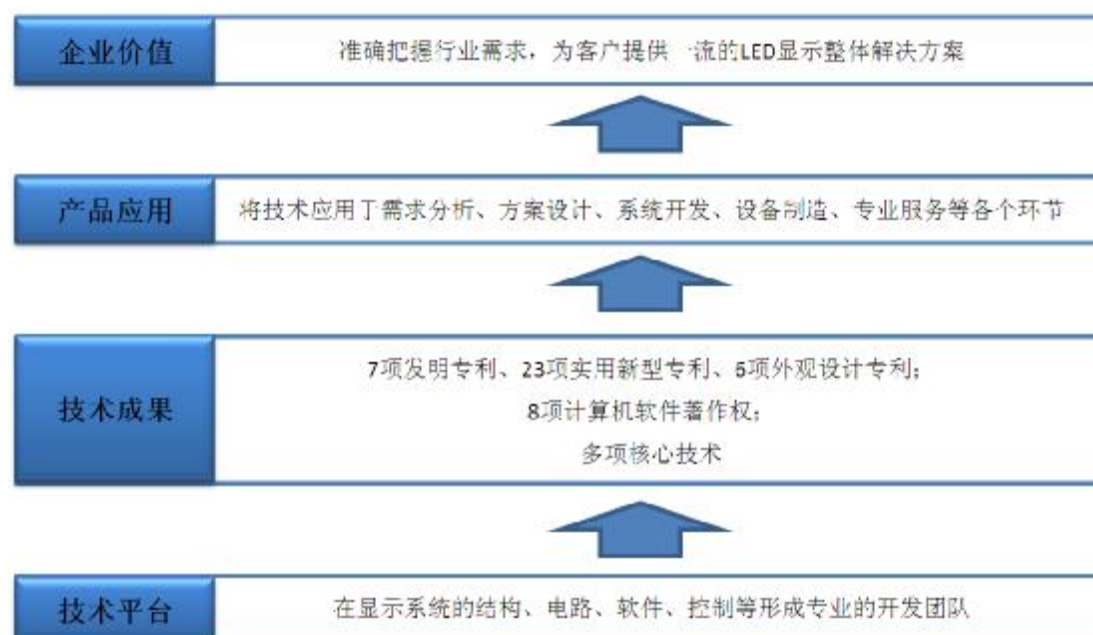 企业价值
准确把握行业需求，为客户提供一流的LED显示整体解决方案
产品应用
将技术应用于需求分析、方案设计、系统开发、设备制造、专业服务等各个环节
技术成果
7项发明专利、23项实用新型专利、6项外观设计专利；
8项计算机软件著作权；
多项核心技术
技术平台
在显示系统的结构、电路、软件、控制等形成专业的开发团队